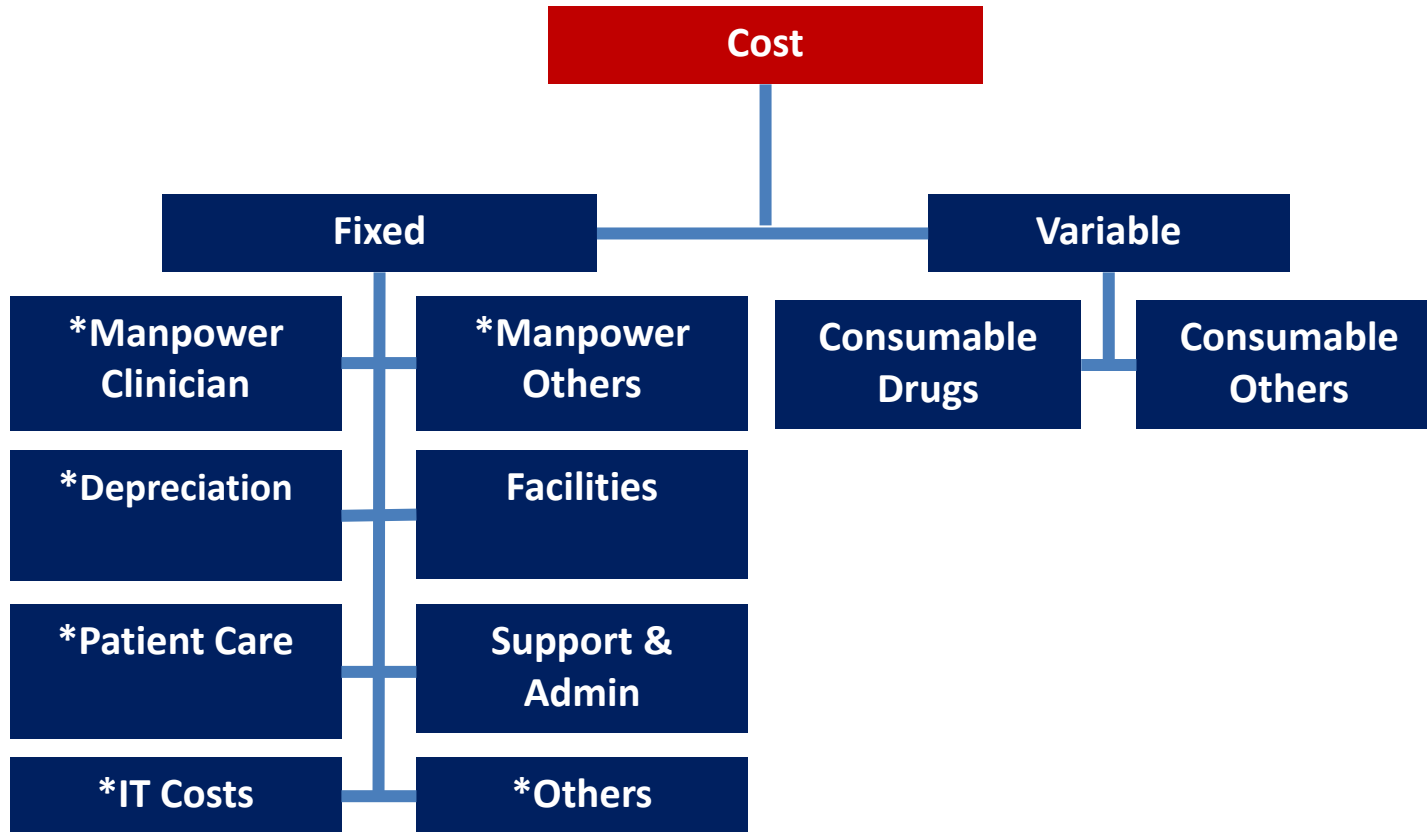 Cost
Fixed
Variable
*Manpower
Clinician
*Manpower
Others
Consumable
Drugs
Consumable
Others
*Depreciation
Facilities
*Patient Care
Support &
Admin
*IT Costs
*Others